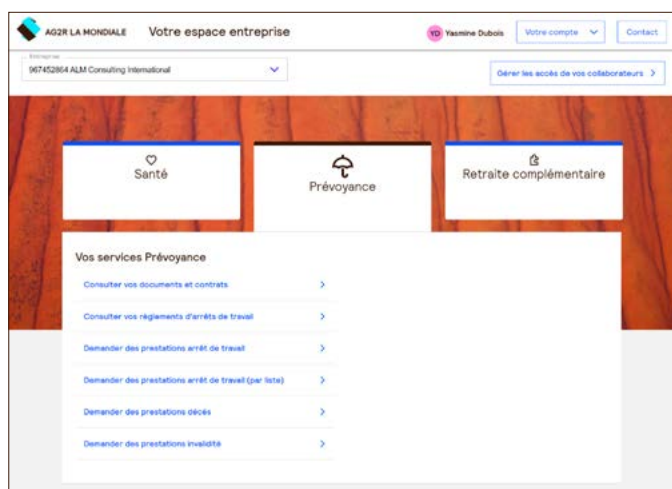 AG2R LA MONDIALE
Votre espace entreprise
YD
Yasmine Dubois
Votre compte
Contact
Entreprise
967452864 ALM Consulting International
Gérer les accès de vos collaborateurs
Santé
Prévoyance
Retraite complémentaire
Vos services Prévoyance
Consulter vos documents et contrats
Consulter vos règlements d'arrêts de travail
Demander des prestations arrêt de travail
Demander des prestations arrêt de travail (par liste)
Demander des prestations décés
Demander des prestations invalidité